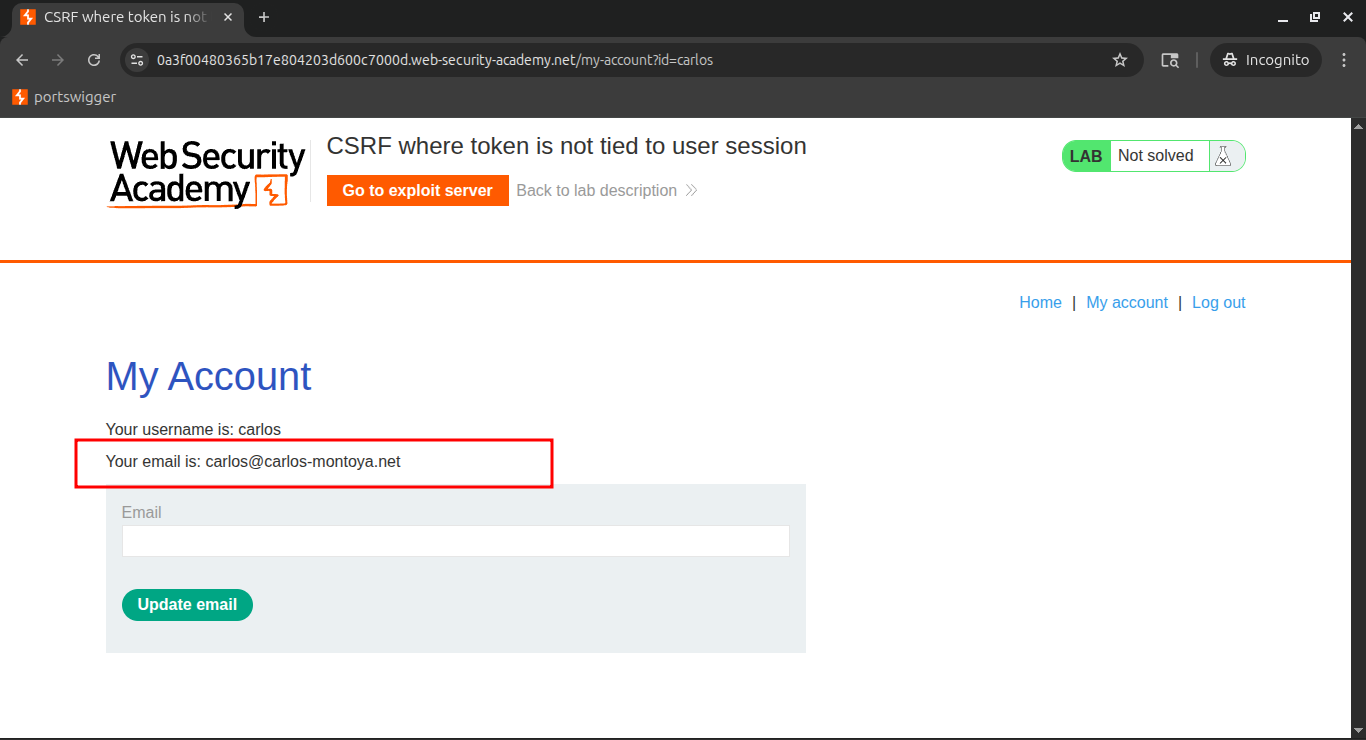 CSRF where token is not
0a3f00480365b17e804203d600c7000d.web-security-academy.net/my-account?id=carlos
Incognito
portswigger
Web Security
Academy
CSRF where token is not tied to user session
Go to exploit server
Back to lab description
LAB Not solved
Home | My account | Log out
My Account
Your username is: carlos
Your email is: carlos@carlos-montoya.net
Email
Update email